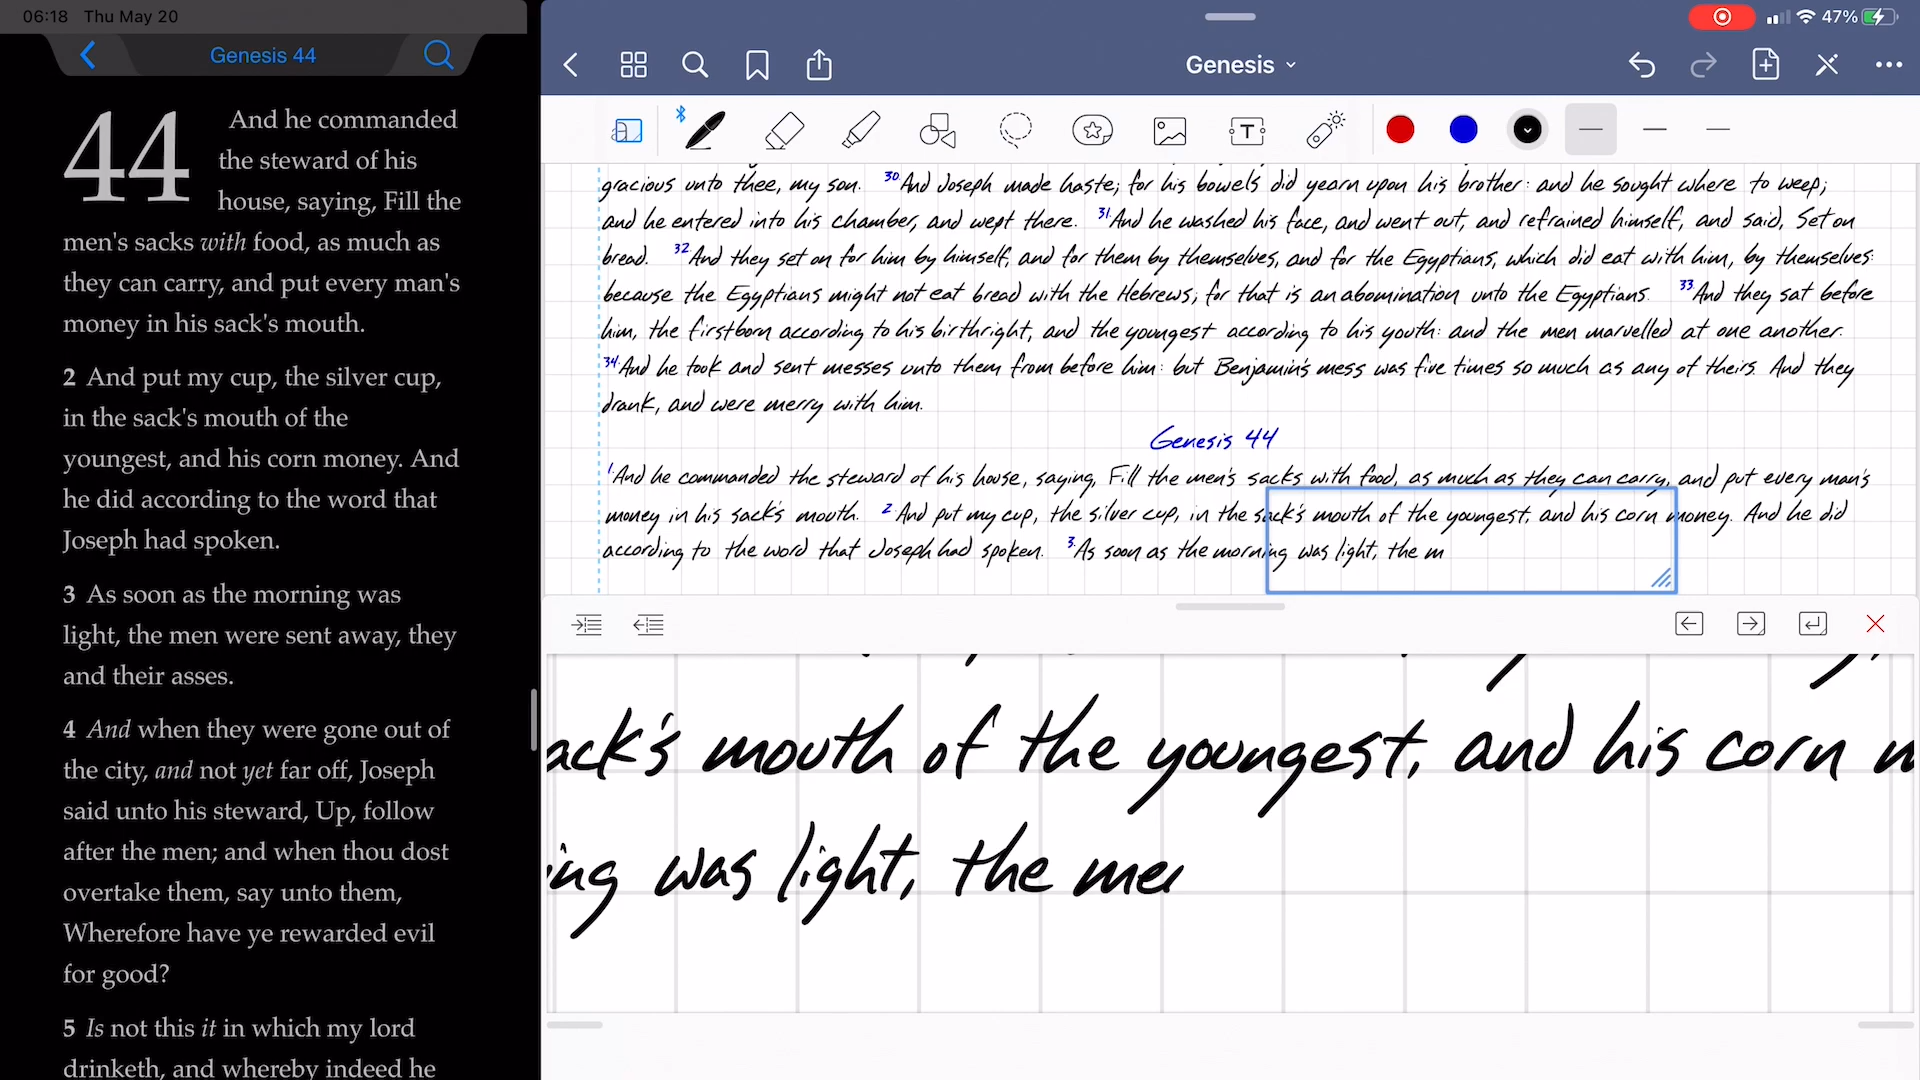 06:18 Thu May 20
Genesis 44
44 And he commanded
the steward of his
house, saying, Fill the
men's sacks with food, as much as
they can carry, and put every man's
money in his sack's mouth.
2 And put my cup, the silver cup,
in the sack's mouth of the
youngest, and his corn money. And
he did according to the word that
Joseph had spoken.
3 As soon as the morning was
light, the men were sent away, they
and their asses.
4 And when they were gone out of
the city, and not yet far off, Joseph
said unto his steward, Up, follow
after the men; and when thou dost
overtake them, say unto them,
Wherefore have ye rewarded evil
for good?
5 Is not this it in which my lord
drinketh, and whereby indeed he
47%
Genesis
gracious unto thee, my son. 30. And Joseph made haste; for his bowels did yearn upon his brother: and he sought where to weep;
and he entered into his chamber, and wept there. 31. And he washed his face, and went out, and refrained himself, and said, Set on
bread. 32. And they set on for him by himself, and for them by themselves, and for the Egyptians, which did eat with him, by themselves:
because the Egyptians might not eat bread with the Hebrews; for that is an abomination unto the Egyptians. 33. And they sat before
him, the firstborn according to his birthright, and the youngest according to his youth: and the men marvelled at one another.
34. And he took and sent messes unto them from before him: but Benjamin's mess was five times so much as any of theirs. And they
drank, and were merry with him.
Genesis 44
1. And he commanded the steward of his house, saying, Fill the men's sacks with food, as much as they can carry, and put every man's
money in his sack's mouth. 2. And put my cup, the silver cup, in the sack's mouth of the youngest, and his corn money. And he did
according to the word that Joseph had spoken. 3. As soon as the morning was light, the m
ack's mouth of the youngest, and his corn m
ing was light, the me